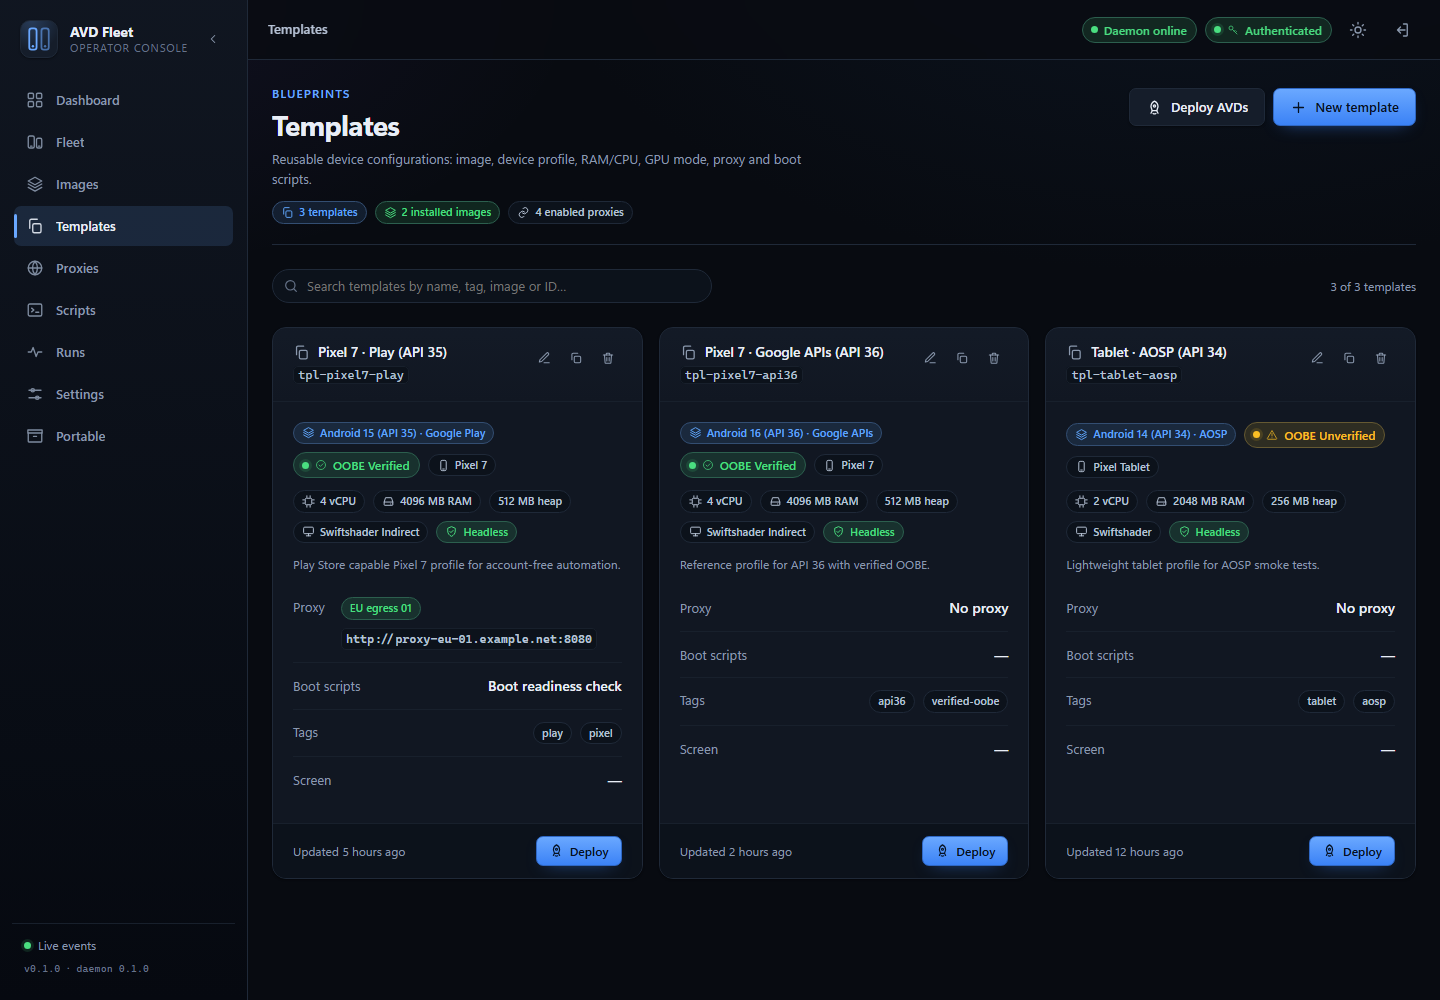 AVD Fleet
OPERATOR CONSOLE
Dashboard
Fleet
Images
Templates
Proxies
Scripts
Runs
Settings
Portable
Live events
v0.1.0 · daemon 0.1.0
Templates
Daemon online
Authenticated
BLUEPRINTS
Templates
Reusable device configurations: image, device profile, RAM/CPU, GPU mode, proxy and boot
scripts.
3 templates
2 installed images
4 enabled proxies
Deploy AVDs
New template
Search templates by name, tag, image or ID...
3 of 3 templates
Pixel 7 · Play (API 35)
tpl-pixel7-play
Android 15 (API 35) · Google Play
OOBE Verified
Pixel 7
4 vCPU
4096 MB RAM
512 MB heap
Swiftshader Indirect
Headless
Play Store capable Pixel 7 profile for account-free automation.
Proxy
EU egress 01
http://proxy-eu-01.example.net:8080
Boot scripts
Boot readiness check
Tags
play
pixel
Screen
—
Updated 5 hours ago
Deploy
Pixel 7 · Google APIs (API 36)
tpl-pixel7-api36
Android 16 (API 36) · Google APIs
OOBE Verified
Pixel 7
4 vCPU
4096 MB RAM
512 MB heap
Swiftshader Indirect
Headless
Reference profile for API 36 with verified OOBE.
Proxy
No proxy
Boot scripts
—
Tags
api36
verified-oobe
Screen
—
Updated 2 hours ago
Deploy
Tablet · AOSP (API 34)
tpl-tablet-aosp
Android 14 (API 34) · AOSP
OOBE Unverified
Pixel Tablet
2 vCPU
2048 MB RAM
256 MB heap
Swiftshader
Headless
Lightweight tablet profile for AOSP smoke tests.
Proxy
No proxy
Boot scripts
—
Tags
tablet
aosp
Screen
—
Updated 12 hours ago
Deploy